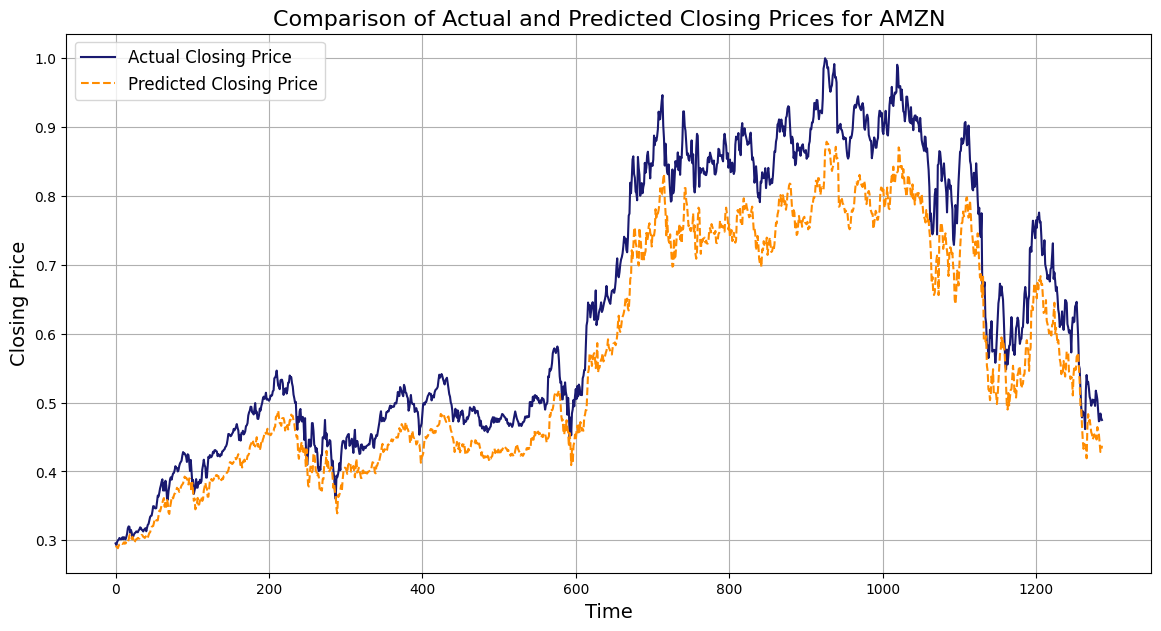 Comparison of Actual and Predicted Closing Prices for AMZN
Actual Closing Price
Predicted Closing Price
Closing Price
1.0
0.9
0.8
0.7
0.6
0.5
0.4
0.3
0 200 400 600 800 1000 1200
Time